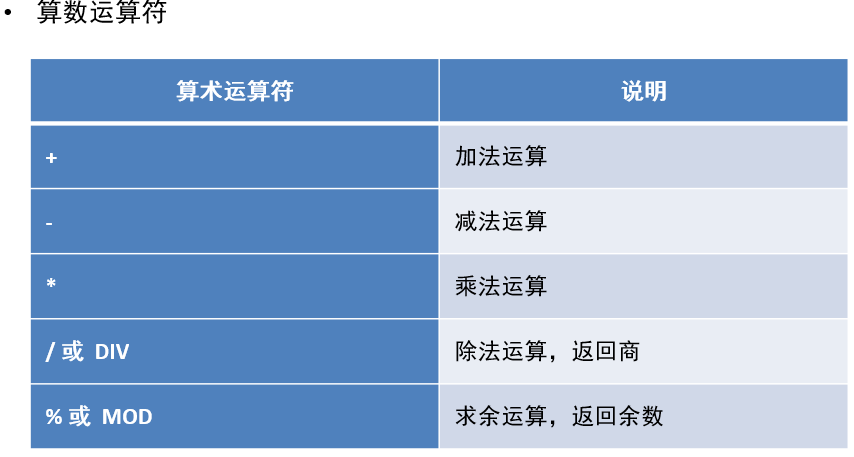 • 算数运算符
算术运算符 说明
+ 加法运算
- 减法运算
* 乘法运算
/ 或 DIV 除法运算，返回商
% 或 MOD 求余运算，返回余数